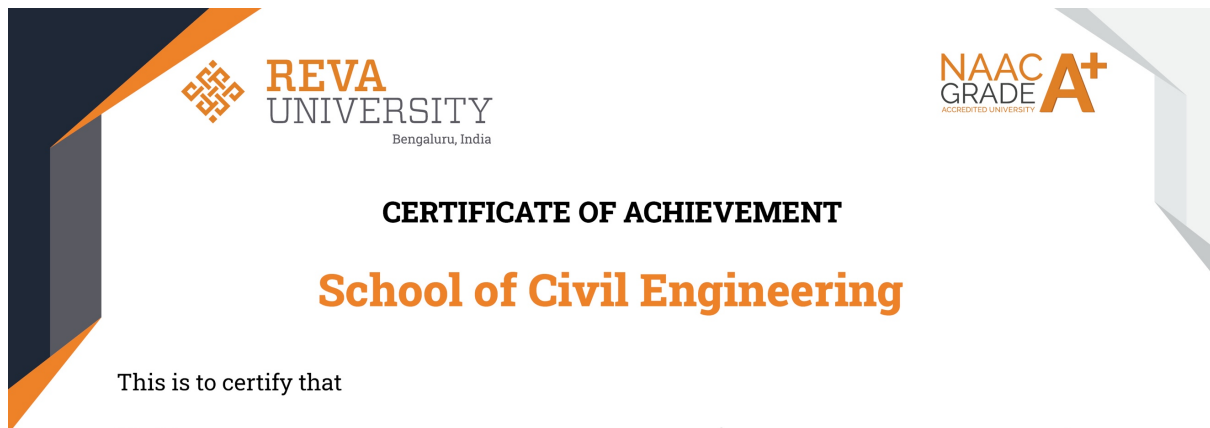 REVA
UNIVERSITY
Bengaluru, India
NAAC
GRADE A+
ACCREDITED UNIVERSITY
CERTIFICATE OF ACHIEVEMENT
School of Civil Engineering
This is to certify that